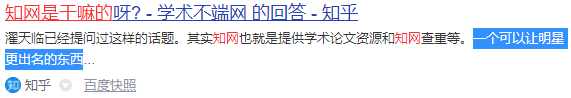 知网是干嘛的呀? - 学术不端网 的回答 - 知乎
濯天临已经提问过这样的话题。其实知网也就是提供学术论文资源和知网查重等。一个可以让明星
更出名的东西...
知 知乎 百度快照